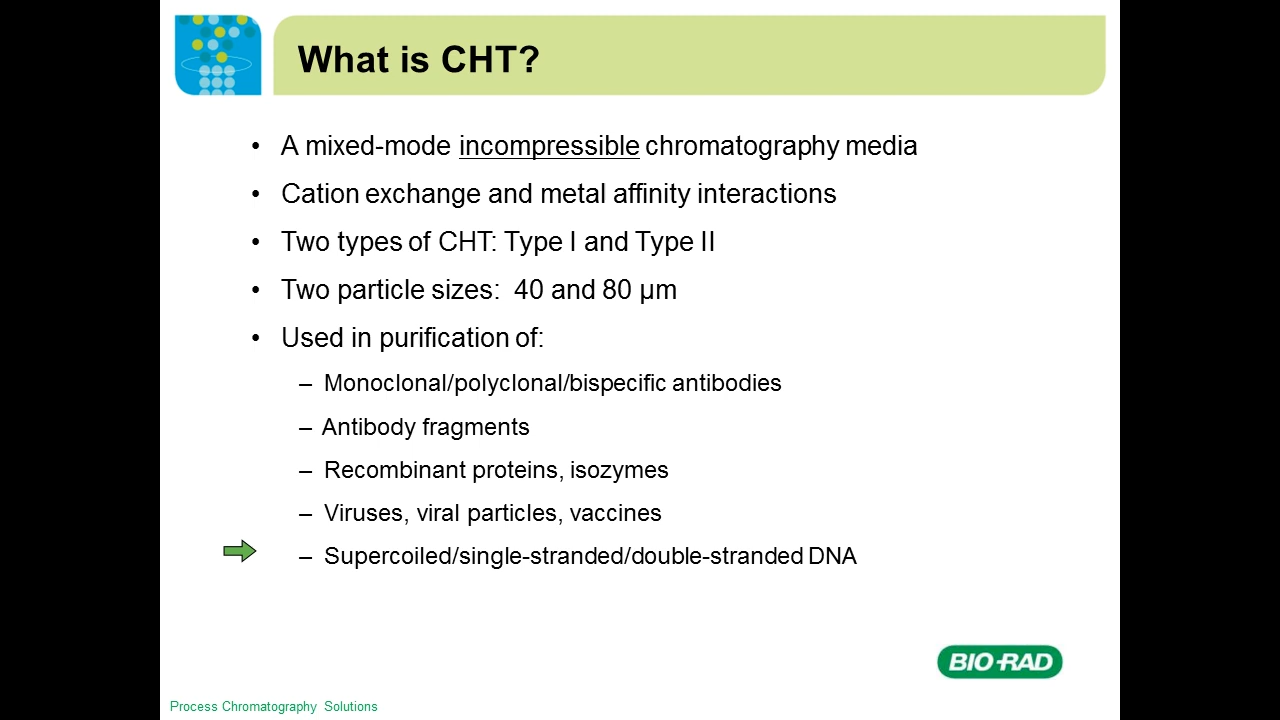 What is CHT?
• A mixed-mode incompressible chromatography media
• Cation exchange and metal affinity interactions
• Two types of CHT: Type I and Type II
• Two particle sizes:  40 and 80 µm
• Used in purification of:
– Monoclonal/polyclonal/bispecific antibodies
– Antibody fragments
– Recombinant proteins, isozymes
– Viruses, viral particles, vaccines
– Supercoiled/single-stranded/double-stranded DNA
BIO-RAD
Process Chromatography Solutions